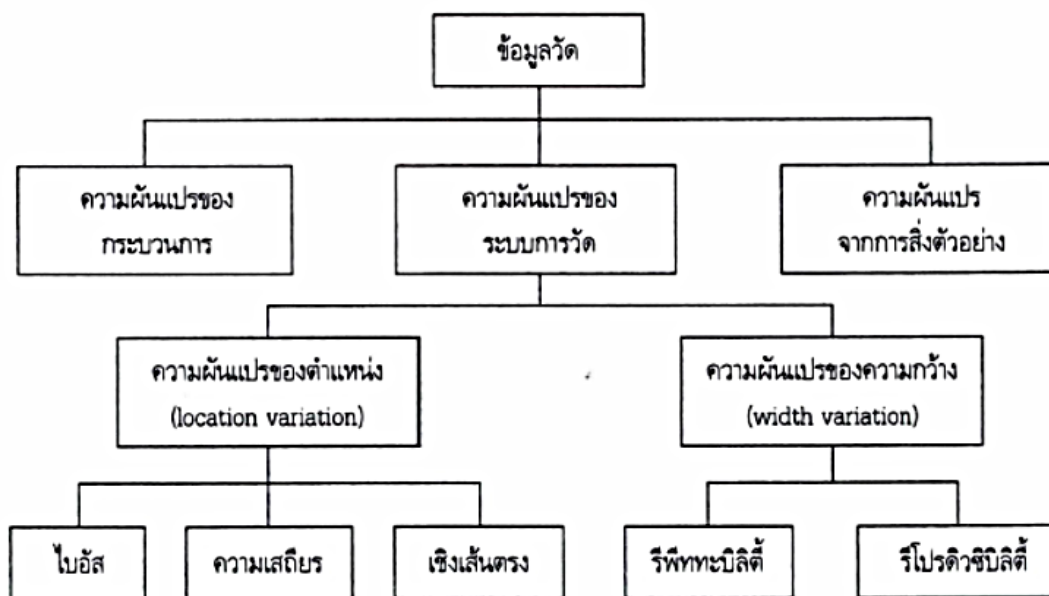 ข้อมูลวัด
ความผันแปรของ
กระบวนการ
ความผันแปรของ
ระบบการวัด
ความผันแปร
จากการสิ่งตัวอย่าง
ความผันแปรของตำแหน่ง
(location variation)
ความผันแปรของความกว้าง
(width variation)
ไบอัส
ความเสถียร
เชิงเส้นตรง
รีพีททะบิลิตี้
รีโปรดิวซิบิลิตี้